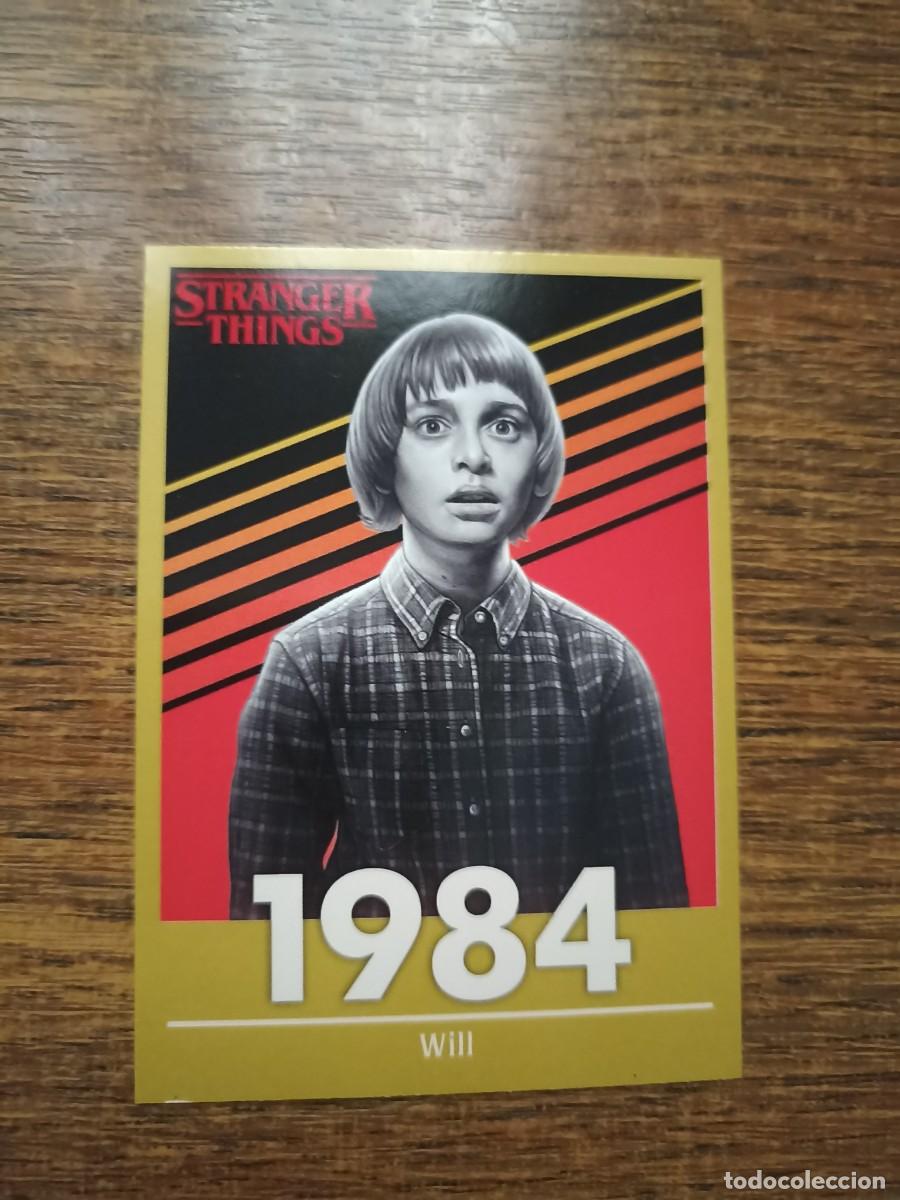 STRANGER
THINGS
1984
Will
todocoleccion